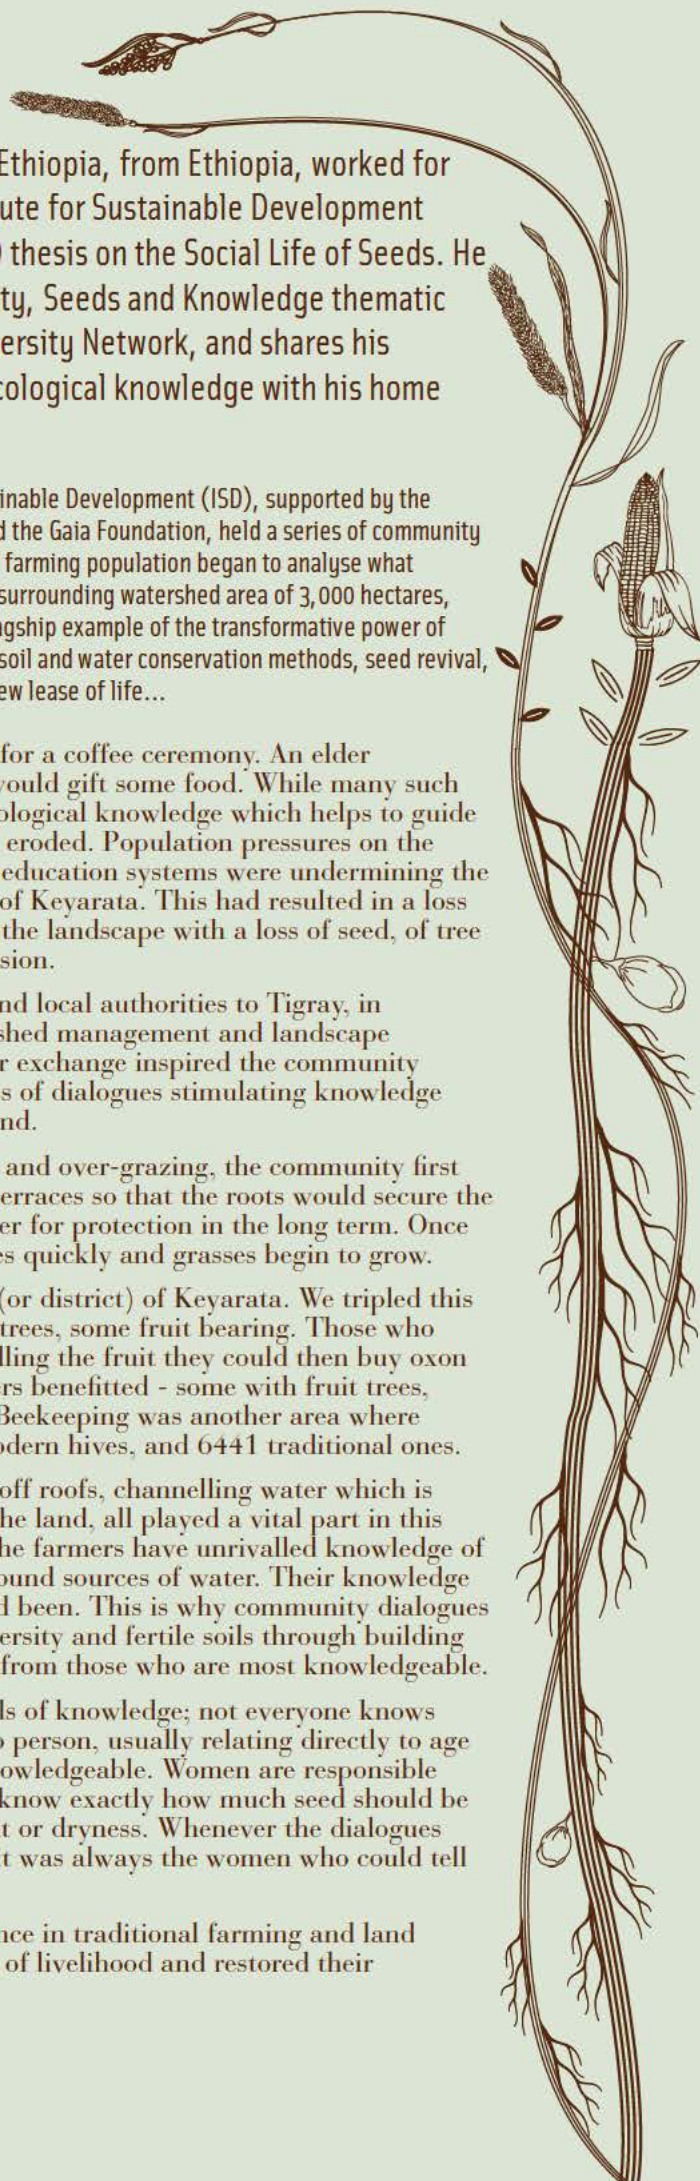 Ethiopia, from Ethiopia, worked for
ute for Sustainable Development
) thesis on the Social Life of Seeds. He
ty, Seeds and Knowledge thematic
ersity Network, and shares his
cological knowledge with his home
inable Development (ISD), supported by the
d the Gaia Foundation, held a series of community
farming population began to analyse what
surrounding watershed area of 3,000 hectares,
agship example of the transformative power of
soil and water conservation methods, seed revival,
ew lease of life...
for a coffee ceremony. An elder
would gift some food. While many such
ological knowledge which helps to guide
eroded. Population pressures on the
education systems were undermining the
of Keyarata. This had resulted in a loss
the landscape with a loss of seed, of tree
sion.
nd local authorities to Tigray, in
shed management and landscape
r exchange inspired the community
s of dialogues stimulating knowledge
nd.
and over-grazing, the community first
erraces so that the roots would secure the
er for protection in the long term. Once
es quickly and grasses begin to grow.
(or district) of Keyarata. We tripled this
trees, some fruit bearing. Those who
lling the fruit they could then buy oxon
rs benefitted - some with fruit trees,
Beekeeping was another area where
odern hives, and 6441 traditional ones.
off roofs, channelling water which is
he land, all played a vital part in this
he farmers have unrivalled knowledge of
ound sources of water. Their knowledge
d been. This is why community dialogues
ersity and fertile soils through building
from those who are most knowledgeable.
ls of knowledge; not everyone knows
o person, usually relating directly to age
owledgeable. Women are responsible
know exactly how much seed should be
t or dryness. Whenever the dialogues
it was always the women who could tell
nce in traditional farming and land
of livelihood and restored their